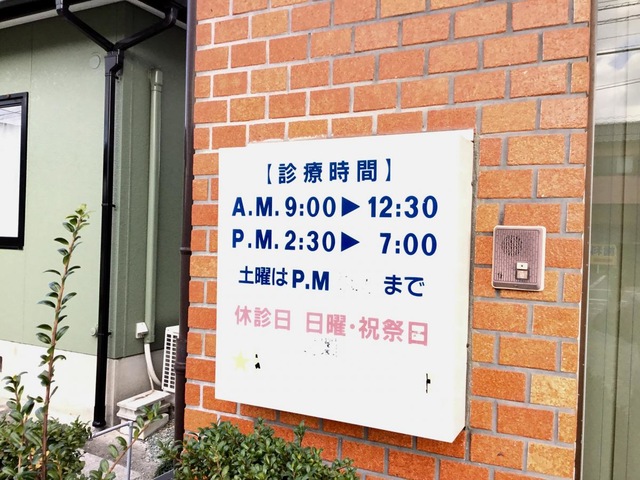 【診療時間】
A.M. 9:00▶12:30
P.M. 2:30▶ 7:00
土曜はP.M まで
休診日 日曜・祝祭日